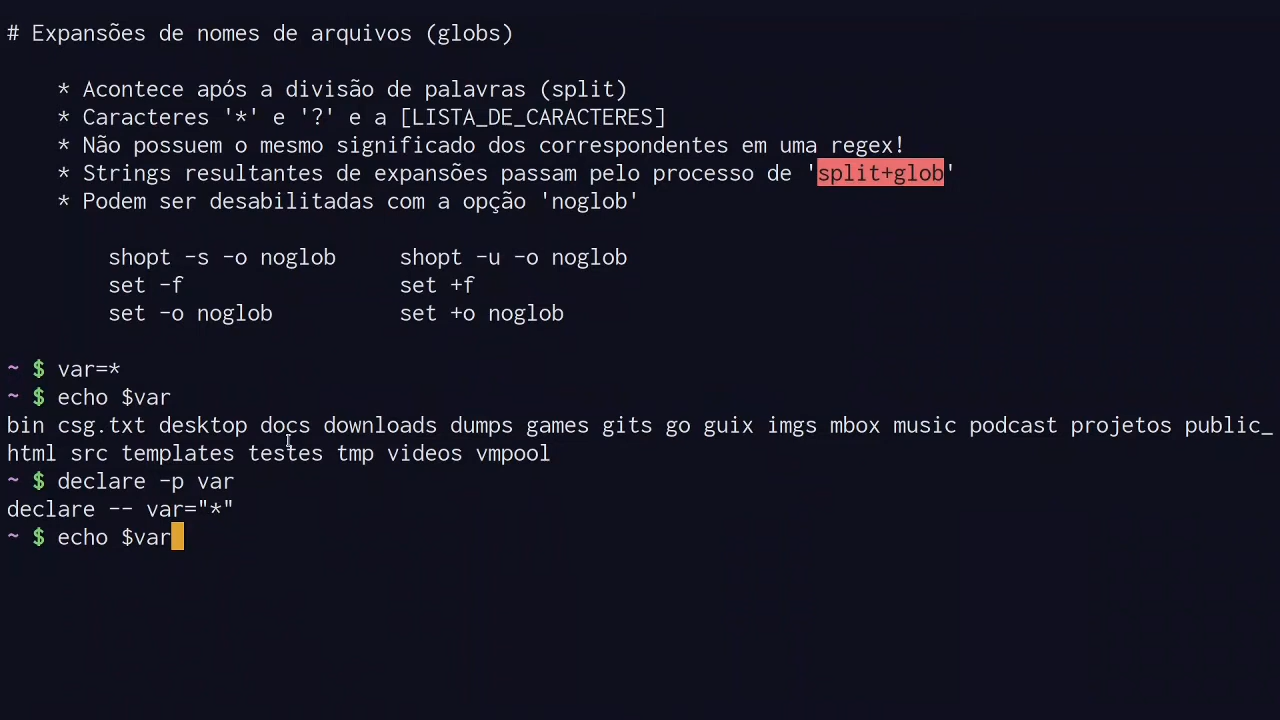 # Expansões de nomes de arquivos (globs)
* Acontece após a divisão de palavras (split)
* Caracteres '*' e '?' e a [LISTA_DE_CARACTERES]
* Não possuem o mesmo significado dos correspondentes em uma regex!
* Strings resultantes de expansões passam pelo processo de 'split+glob'
* Podem ser desabilitadas com a opção 'noglob'
shopt -s -o noglob     shopt -u -o noglob
set -f                 set +f
set -o noglob          set +o noglob
~ $ var=*
~ $ echo $var
bin csg.txt desktop docs downloads dumps games gits go guix imgs mbox music podcast projetos public_
html src templates testes tmp videos vmpool
~ $ declare -p var
declare -- var="*"
~ $ echo $var